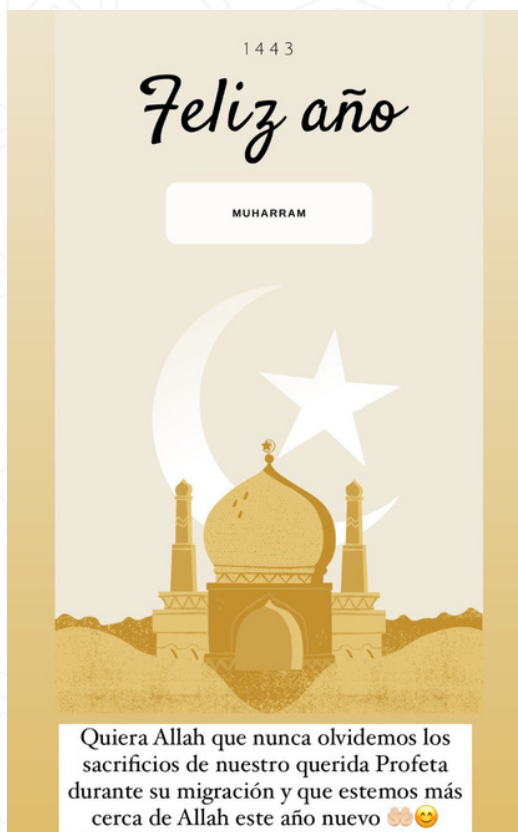 1443
Feliz año
MUHARRAM
Quiera Allah que nunca olvidemos los
sacrificios de nuestro querida Profeta
durante su migración y que estemos más
cerca de Allah este año nuevo 🤲🏻😊